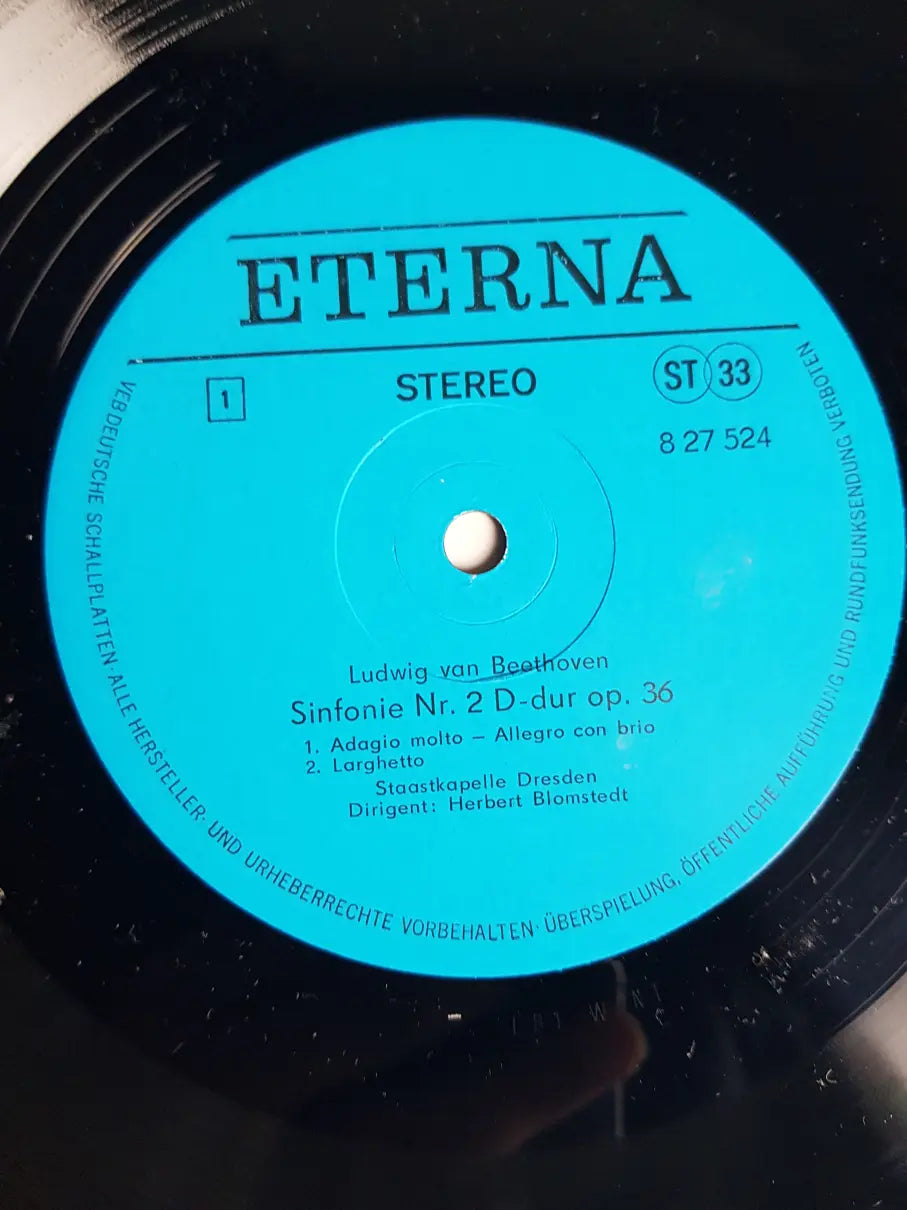 ETERNA
1
STEREO
ST 33
8 27 524
Ludwig van Beethoven
Sinfonie Nr. 2 D-dur op. 36
1. Adagio molto – Allegro con brio
2. Larghetto
Staatskapelle Dresden
Dirigent: Herbert Blomstedt
VEB DEUTSCHE SCHALLPLATTEN · ALLE HERSTELLER- UND URHEBERRECHTE VORBEHALTEN · ÜBERSPIELUNG, ÖFFENTLICHE AUFFÜHRUNG UND RUNDFUNKSENDUNG VERBOTEN